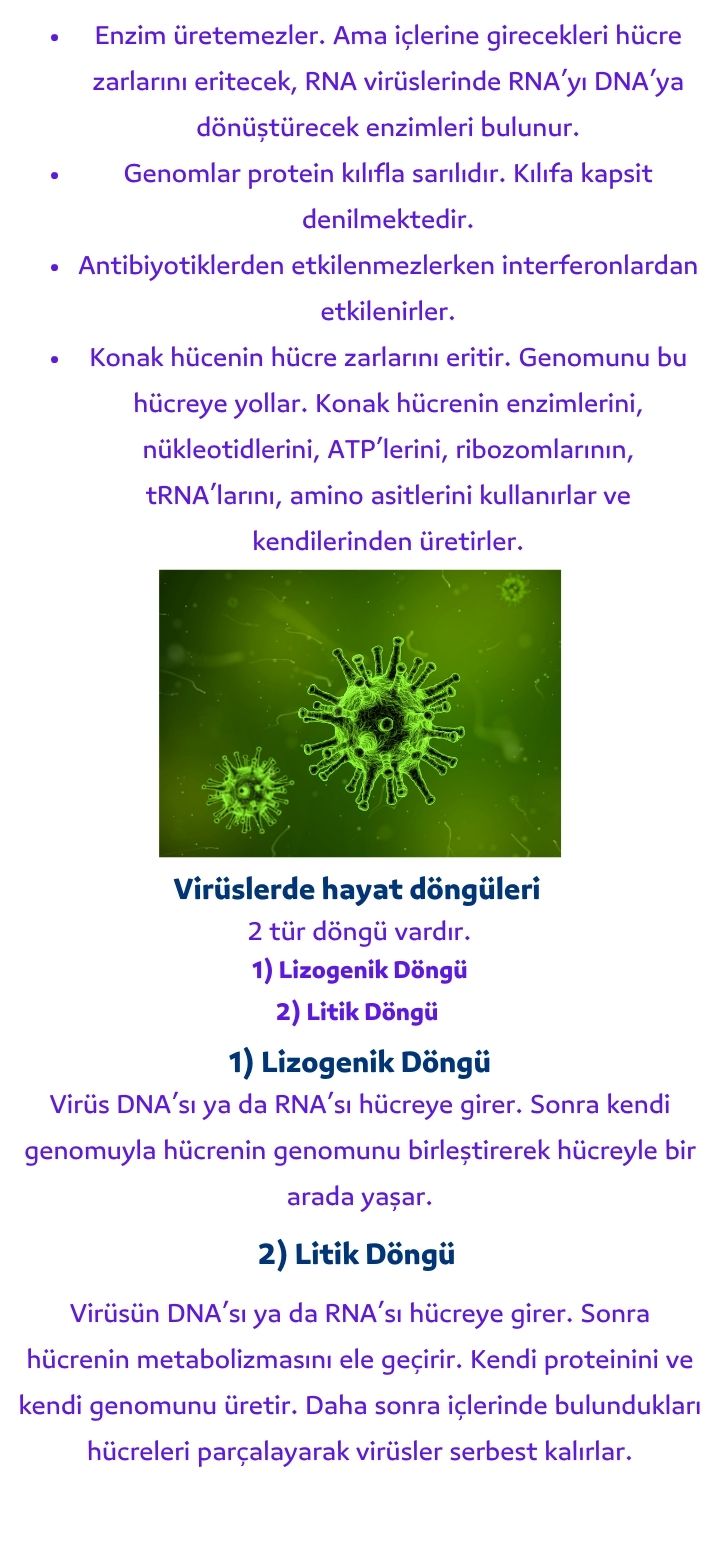 • Enzim üretemezler. Ama içlerine girecekleri hücre
zarlarını eritecek, RNA virüslerinde RNA'yı DNA'ya
dönüştürecek enzimleri bulunur.
• Genomlar protein kılıfla sarılıdır. Kılıfa kapsit
denilmektedir.
• Antibiyotiklerden etkilenmezlerken interferonlardan
etkilenirler.
• Konak hücenin hücre zarlarını eritir. Genomunu bu
hücreye yollar. Konak hücrenin enzimlerini,
nükleotidlerini, ATP'lerini, ribozomlarının,
tRNA'larını, amino asitlerini kullanırlar ve
kendilerinden üretirler.
Virüslerde hayat döngüleri
2 tür döngü vardır.
1) Lizogenik Döngü
2) Litik Döngü
1) Lizogenik Döngü
Virüs DNA'sı ya da RNA'sı hücreye girer. Sonra kendi
genomuyla hücrenin genomunu birleştirerek hücreyle bir
arada yaşar.
2) Litik Döngü
Virüsün DNA'sı ya da RNA'sı hücreye girer. Sonra
hücrenin metabolizmasını ele geçirir. Kendi proteinini ve
kendi genomunu üretir. Daha sonra içlerinde bulundukları
hücreleri parçalayarak virüsler serbest kalırlar.